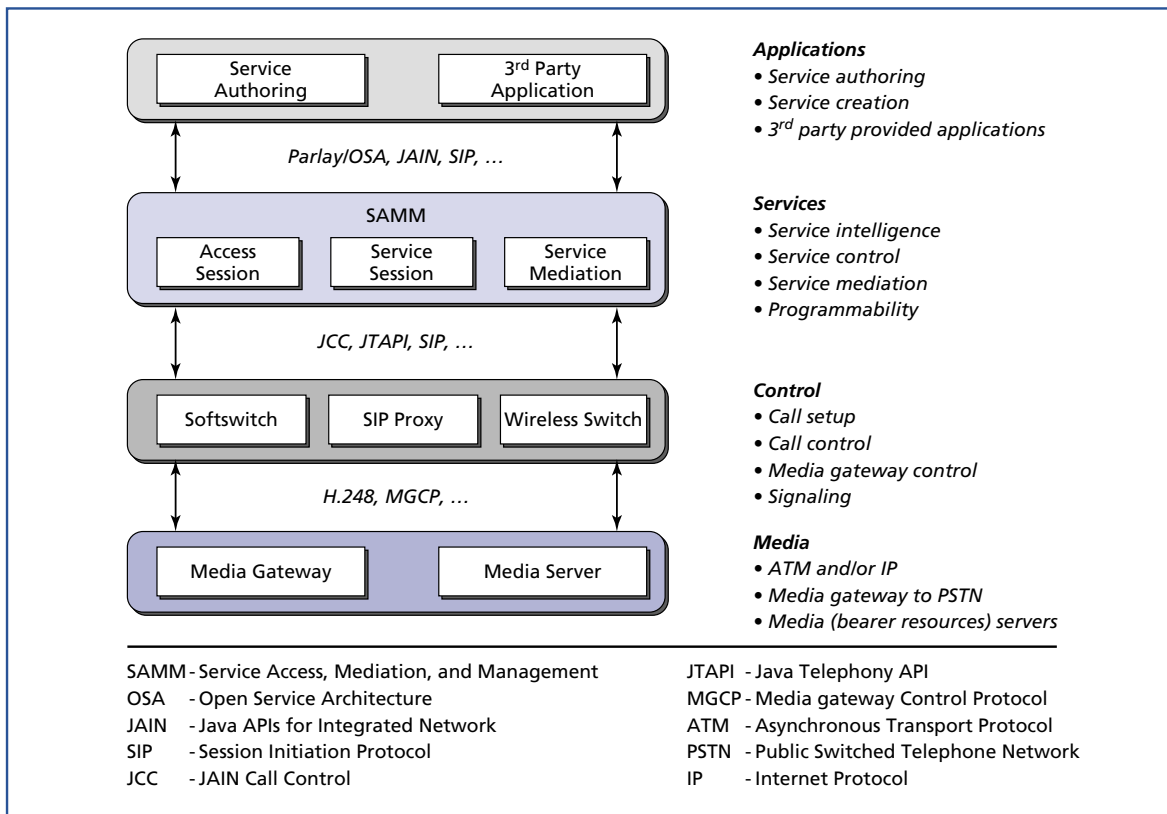 Service
Authoring
3rd Party
Application
Applications
• Service authoring
• Service creation
• 3rd party provided applications
Parlay/OSA, JAIN, SIP, …
SAMM
Access
Session
Service
Session
Service
Mediation
Services
• Service intelligence
• Service control
• Service mediation
• Programmability
JCC, JTAPI, SIP, …
Softswitch
SIP Proxy
Wireless Switch
Control
• Call setup
• Call control
• Media gateway control
• Signaling
H.248, MGCP, …
Media Gateway
Media Server
Media
• ATM and/or IP
• Media gateway to PSTN
• Media (bearer resources) servers
SAMM - Service Access, Mediation, and Management
OSA - Open Service Architecture
JAIN - Java APIs for Integrated Network
SIP - Session Initiation Protocol
JCC - JAIN Call Control
JTAPI - Java Telephony API
MGCP - Media gateway Control Protocol
ATM - Asynchronous Transport Protocol
PSTN - Public Switched Telephone Network
IP - Internet Protocol